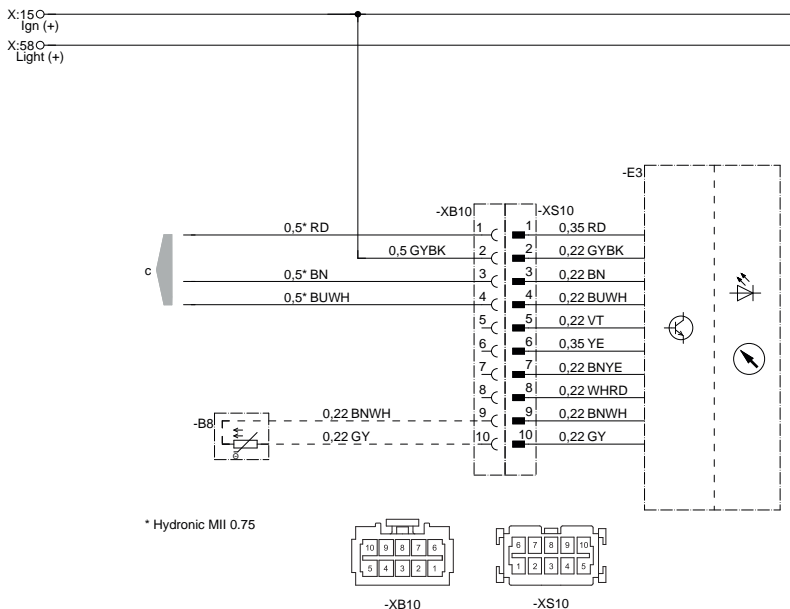 X:15
Ign (+)
X:58
Light (+)
-E3
-XB10
-XS10
0,5* RD
1
1
0,35 RD
0,5 GYBK
2
2
0,22 GYBK
c
0,5* BN
3
3
0,22 BN
0,5* BUWH
4
4
0,22 BUWH
5
5
0,22 VT
6
6
0,35 YE
7
7
0,22 BNYE
8
8
0,22 WHRD
-B8
0,22 BNWH
9
9
0,22 BNWH
0,22 GY
10
10
0,22 GY
* Hydronic MII 0.75
10 9 8 7 6
5 4 3 2 1
-XB10
6 7 8 9 10
1 2 3 4 5
-XS10